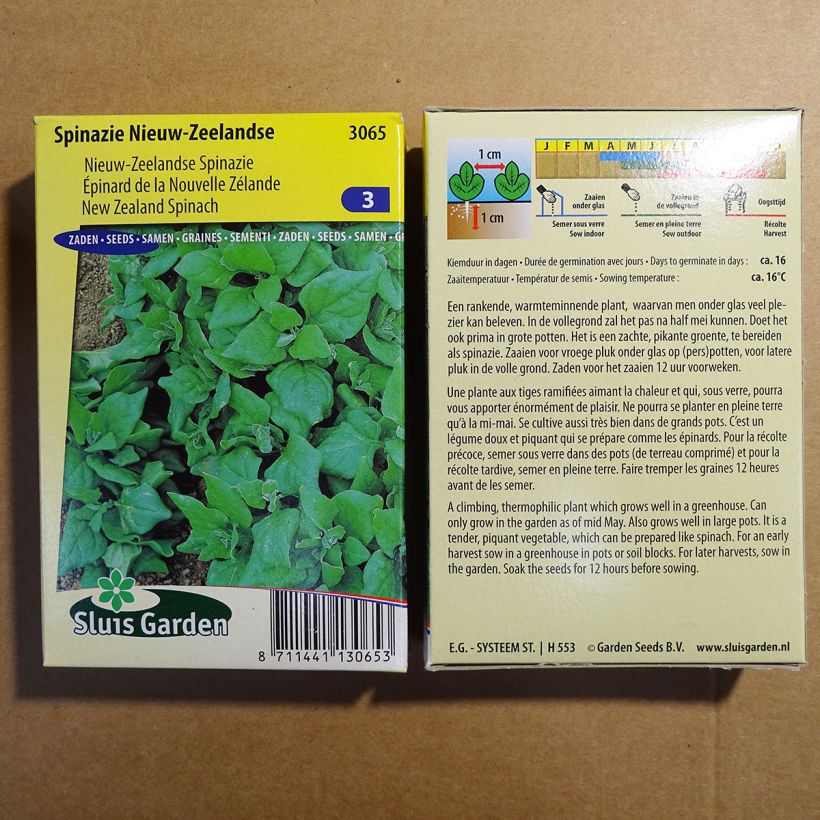 Spinazie Nieuw-Zeelandse 3065
Nieuw-Zeelandse Spinazie
Épinard de la Nouvelle Zélande
New Zealand Spinach
3
ZADEN • SEEDS • SAMEN • GRAINES • SEMENTI • ZADEN • SEEDS • SAMEN • GR
Sluis Garden
8 711441 130653
J F M A M J
1 cm
1 cm
Zaaien
onder glas
Semer sous verre
Sow indoor
Zaaien in
de vollegrond
Semer en pleine terre
Sow outdoor
Oogsttijd
Récolte
Harvest
Kiemduur in dagen • Durée de germination avec jours • Days to germinate in days : ca. 16
Zaaitemperatuur • Températur de semis • Sowing temperature : ca. 16°C
Een rankende, warmteminnende plant, waarvan men onder glas veel ple-
zier kan beleven. In de vollegrond zal het pas na half mei kunnen. Doet het
ook prima in grote potten. Het is een zachte, pikante groente, te bereiden
als spinazie. Zaaien voor vroege pluk onder glas op (pers)potten, voor latere
pluk in de volle grond. Zaden voor het zaaien 12 uur voorweken.
Une plante aux tiges ramifiées aimant la chaleur et qui, sous verre, pourra
vous apporter énormément de plaisir. Ne pourra se planter en pleine terre
qu'à la mi-mai. Se cultive aussi très bien dans de grands pots. C'est un
légume doux et piquant qui se prépare comme les épinards. Pour la récolte
précoce, semer sous verre dans des pots (de terreau comprimé) et pour la
récolte tardive, semer en pleine terre. Faire tremper les graines 12 heures
avant de les semer.
A climbing, thermophilic plant which grows well in a greenhouse. Can
only grow in the garden as of mid May. Also grows well in large pots. It is a
tender, piquant vegetable, which can be prepared like spinach. For an early
harvest sow in a greenhouse in pots or soil blocks. For later harvests, sow in
the garden. Soak the seeds for 12 hours before sowing.
E.G. - SYSTEEM ST. | H 553 © Garden Seeds B.V. www.sluisgarden.nl